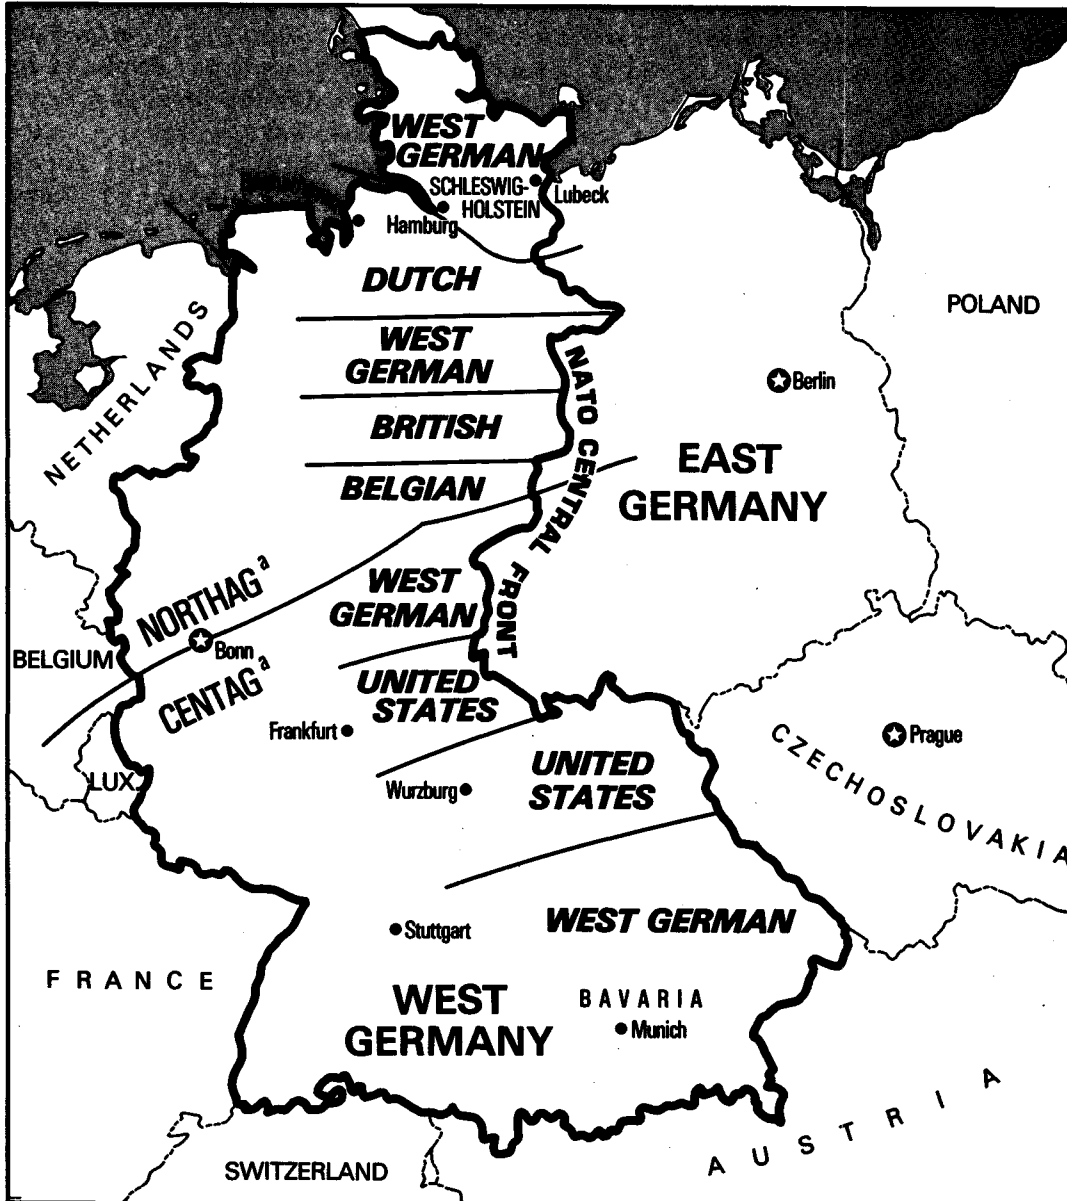 WEST
GERMAN
SCHLESWIG-
HOLSTEIN
Lubeck
Hamburg
DUTCH
POLAND
NETHERLANDS
WEST
GERMAN
NATO CENTRAL FRONT
Berlin
BRITISH
EAST
GERMANY
BELGIAN
NORTHAG a
WEST
GERMAN
Bonn
BELGIUM
CENTAG a
UNITED
STATES
Frankfurt
Prague
CZECHOSLOVAKIA
LUX
Wurzburg
UNITED
STATES
Stuttgart
WEST GERMAN
FRANCE
WEST
GERMANY
BAVARIA
Munich
AUSTRIA
SWITZERLAND